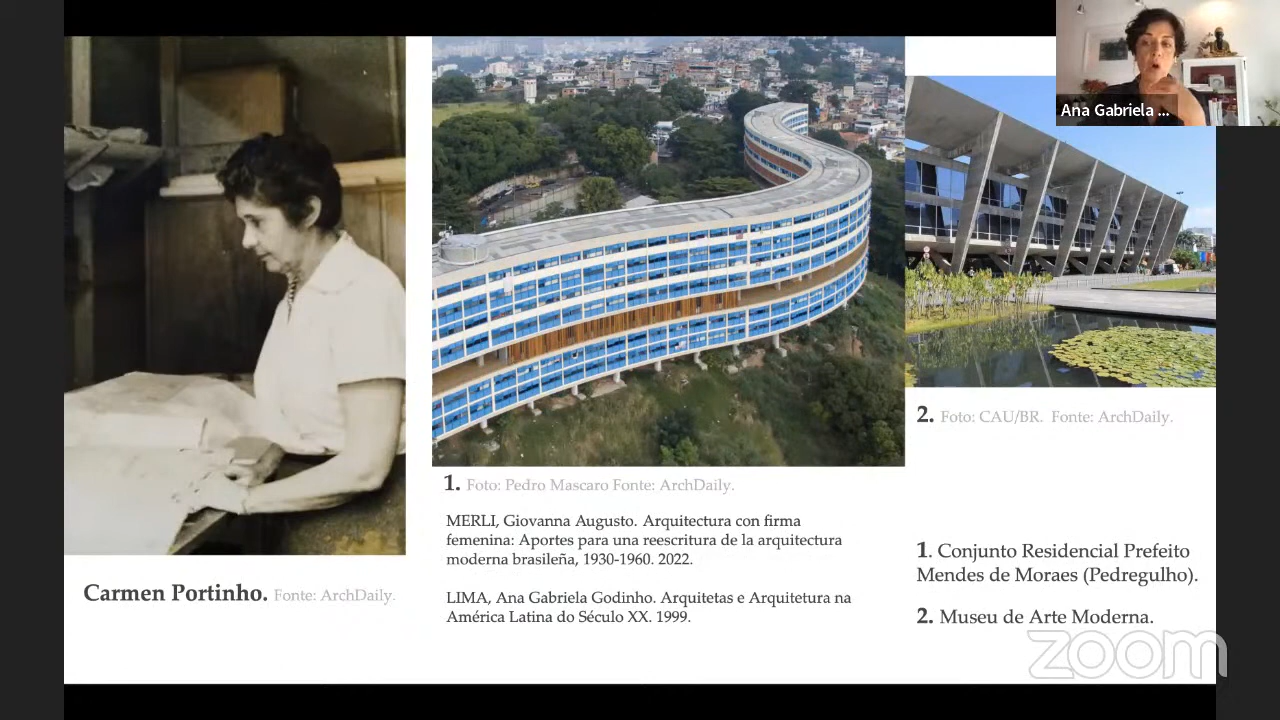 Ana Gabriela ...
Carmen Portinho. Fonte: ArchDaily.
1. Foto: Pedro Mascaro Fonte: ArchDaily.
MERLI, Giovanna Augusto. Arquitectura con firma
femenina: Aportes para una reescritura de la arquitectura
moderna brasileña, 1930-1960. 2022.
LIMA, Ana Gabriela Godinho. Arquitetas e Arquitetura na
América Latina do Século XX. 1999.
2. Foto: CAU/BR. Fonte: ArchDaily.
1. Conjunto Residencial Prefeito
Mendes de Moraes (Pedregulho).
2. Museu de Arte Moderna.
zoom